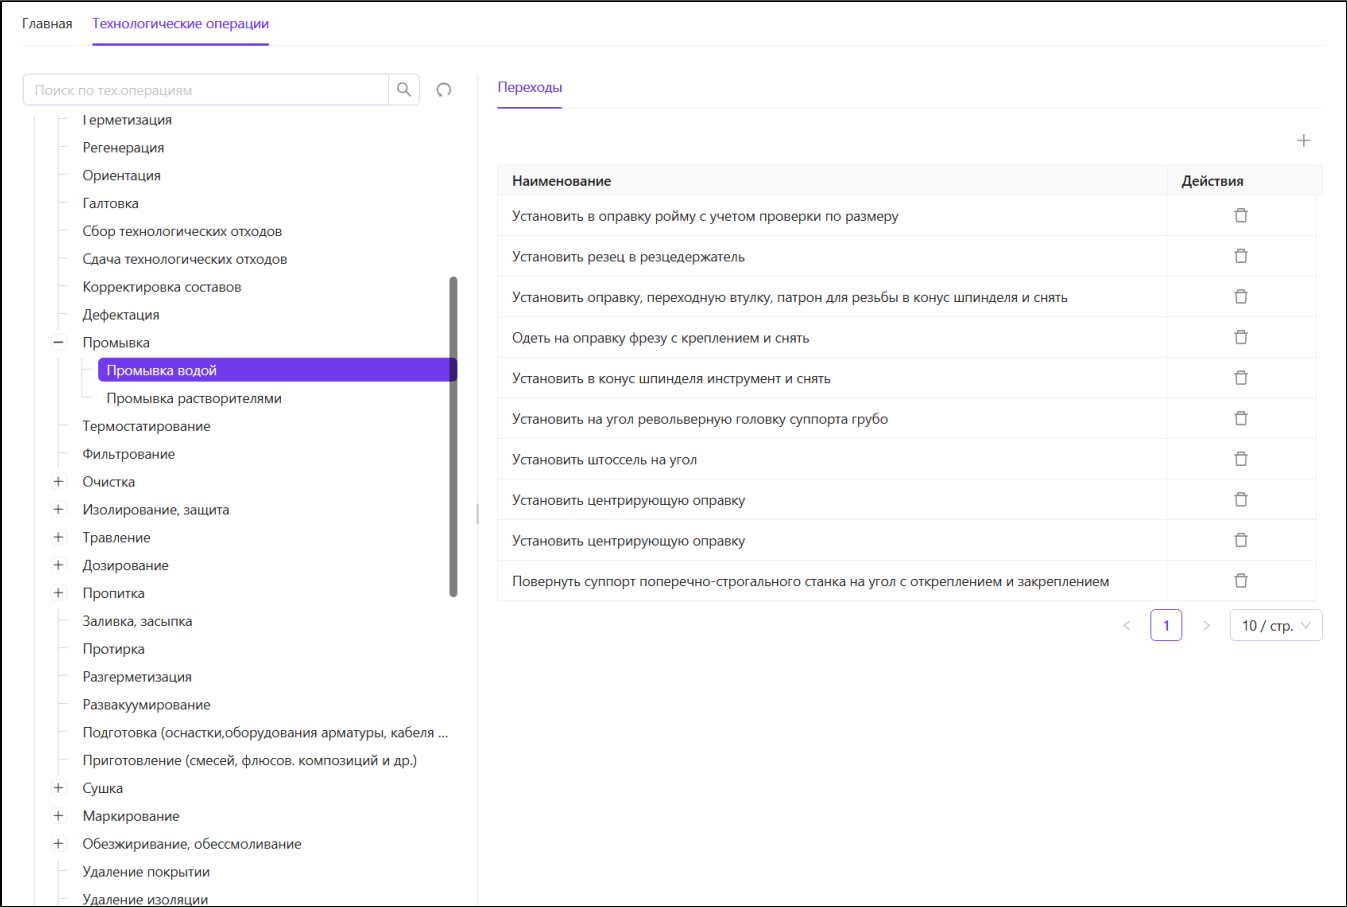 Главная Технологические операции
Поиск по тех.операциям
Герметизация
Регенерация
Ориентация
Галтовка
Сбор технологических отходов
Сдача технологических отходов
Корректировка составов
Дефектация
Промывка
Промывка водой
Промывка растворителями
Термостатирование
Фильтрование
Очистка
Изолирование, защита
Травление
Дозирование
Пропитка
Заливка, засыпка
Протирка
Разгерметизация
Развакуумирование
Подготовка (оснастки,оборудования арматуры, кабеля ...
Приготовление (смесей, флюсов. композиций и др.)
Сушка
Маркирование
Обезжиривание, обессмоливание
Удаление покрытии
Удаление изоляции
Переходы
Наименование Действия
Установить в оправку ройму с учетом проверки по размеру
Установить резец в резцедержатель
Установить оправку, переходную втулку, патрон для резьбы в конус шпинделя и снять
Одеть на оправку фрезу с креплением и снять
Установить в конус шпинделя инструмент и снять
Установить на угол револьверную головку суппорта грубо
Установить штоссель на угол
Установить центрирующую оправку
Установить центрирующую оправку
Повернуть суппорт поперечно-строгального станка на угол с откреплением и закреплением
< 1 > 10 / стр.